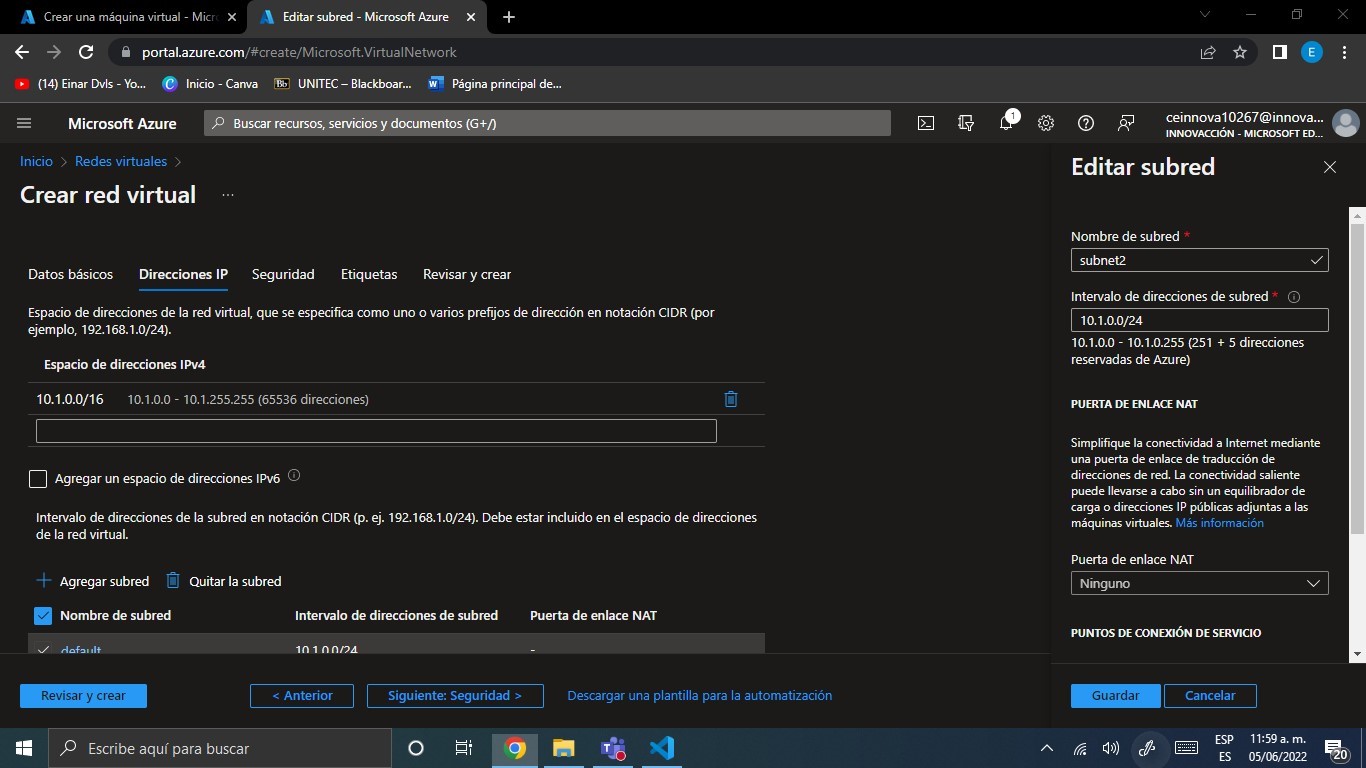 Crear una máquina virtual - Micro
Editar subred - Microsoft Azure
portal.azure.com/#create/Microsoft.VirtualNetwork
E
(14) Einar Dvls - Yo...
Inicio - Canva
Bb
UNITEC – Blackboar...
Página principal de...
Microsoft Azure
Buscar recursos, servicios y documentos (G+/)
1
ceinnova10267@innova...
INNOVACCIÓN - MICROSOFT ED...
Inicio > Redes virtuales >
Crear red virtual ...
Datos básicos
Direcciones IP
Seguridad
Etiquetas
Revisar y crear
Espacio de direcciones de la red virtual, que se especifica como uno o varios prefijos de dirección en notación CIDR (por
ejemplo, 192.168.1.0/24).
Espacio de direcciones IPv4
10.1.0.0/16 10.1.0.0 - 10.1.255.255 (65536 direcciones)
Agregar un espacio de direcciones IPv6
Intervalo de direcciones de la subred en notación CIDR (p. ej. 192.168.1.0/24). Debe estar incluido en el espacio de direcciones
de la red virtual.
+ Agregar subred
Quitar la subred
Nombre de subred
Intervalo de direcciones de subred
Puerta de enlace NAT
default 10.1.0.0/24 -
Revisar y crear
< Anterior
Siguiente: Seguridad >
Descargar una plantilla para la automatización
Editar subred
Nombre de subred *
subnet2
Intervalo de direcciones de subred *
10.1.0.0/24
10.1.0.0 - 10.1.0.255 (251 + 5 direcciones
reservadas de Azure)
PUERTA DE ENLACE NAT
Simplifique la conectividad a Internet mediante
una puerta de enlace de traducción de
direcciones de red. La conectividad saliente
puede llevarse a cabo sin un equilibrador de
carga o direcciones IP públicas adjuntas a las
máquinas virtuales. Más información
Puerta de enlace NAT
Ninguno
PUNTOS DE CONEXIÓN DE SERVICIO
Guardar
Cancelar
Escribe aquí para buscar
ESP
ES
11:59 a. m.
05/06/2022
20